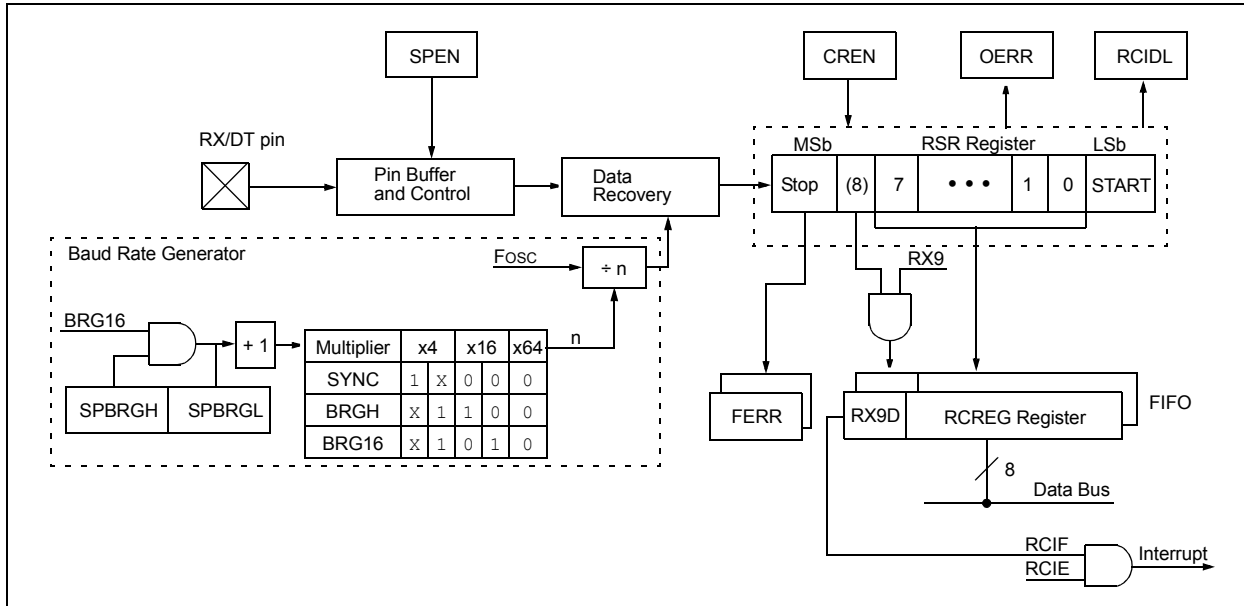 SPEN
CREN
OERR
RCIDL
RX/DT pin
Pin Buffer
and Control
Data
Recovery
MSb
RSR Register
LSb
Stop (8) 7 • • • 1 0 START
Baud Rate Generator
FOSC
÷ n
RX9
BRG16
+ 1
n
SPBRGH SPBRGL
Multiplier x4 x16 x64
SYNC 1 X 0 0 0
BRGH X 1 1 0 0
BRG16 X 1 0 1 0
FERR
RX9D RCREG Register
FIFO
8
Data Bus
RCIF
RCIE
Interrupt